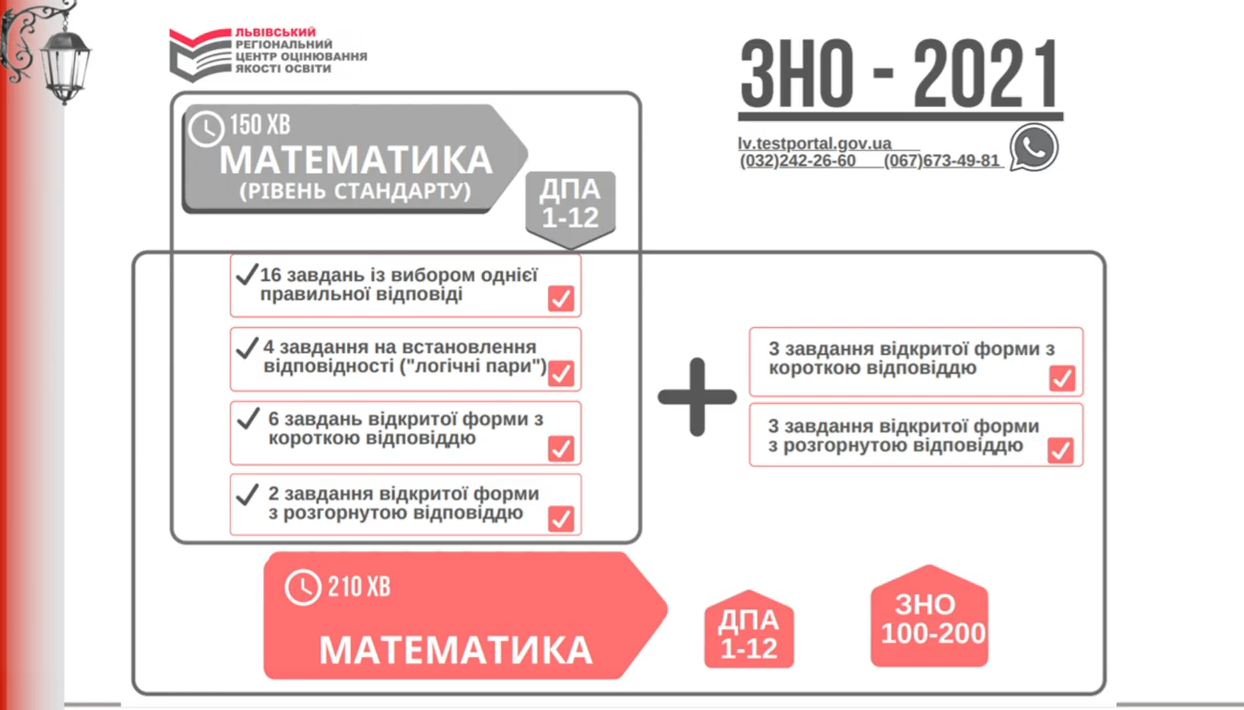 ЛЬВІВСЬКИЙ
РЕГІОНАЛЬНИЙ
ЦЕНТР ОЦІНЮВАННЯ
ЯКОСТІ ОСВІТИ
ЗНО - 2021
lv.testportal.gov.ua
(032)242-26-60 (067)673-49-81
150 ХВ
МАТЕМАТИКА
(РІВЕНЬ СТАНДАРТУ)
ДПА
1-12
16 завдань із вибором однієї
правильної відповіді
4 завдання на встановлення
відповідності ("логічні пари")
6 завдань відкритої форми з
короткою відповіддю
2 завдання відкритої форми
з розгорнутою відповіддю
3 завдання відкритої форми з
короткою відповіддю
3 завдання відкритої форми
з розгорнутою відповіддю
210 ХВ
МАТЕМАТИКА
ДПА
1-12
ЗНО
100-200